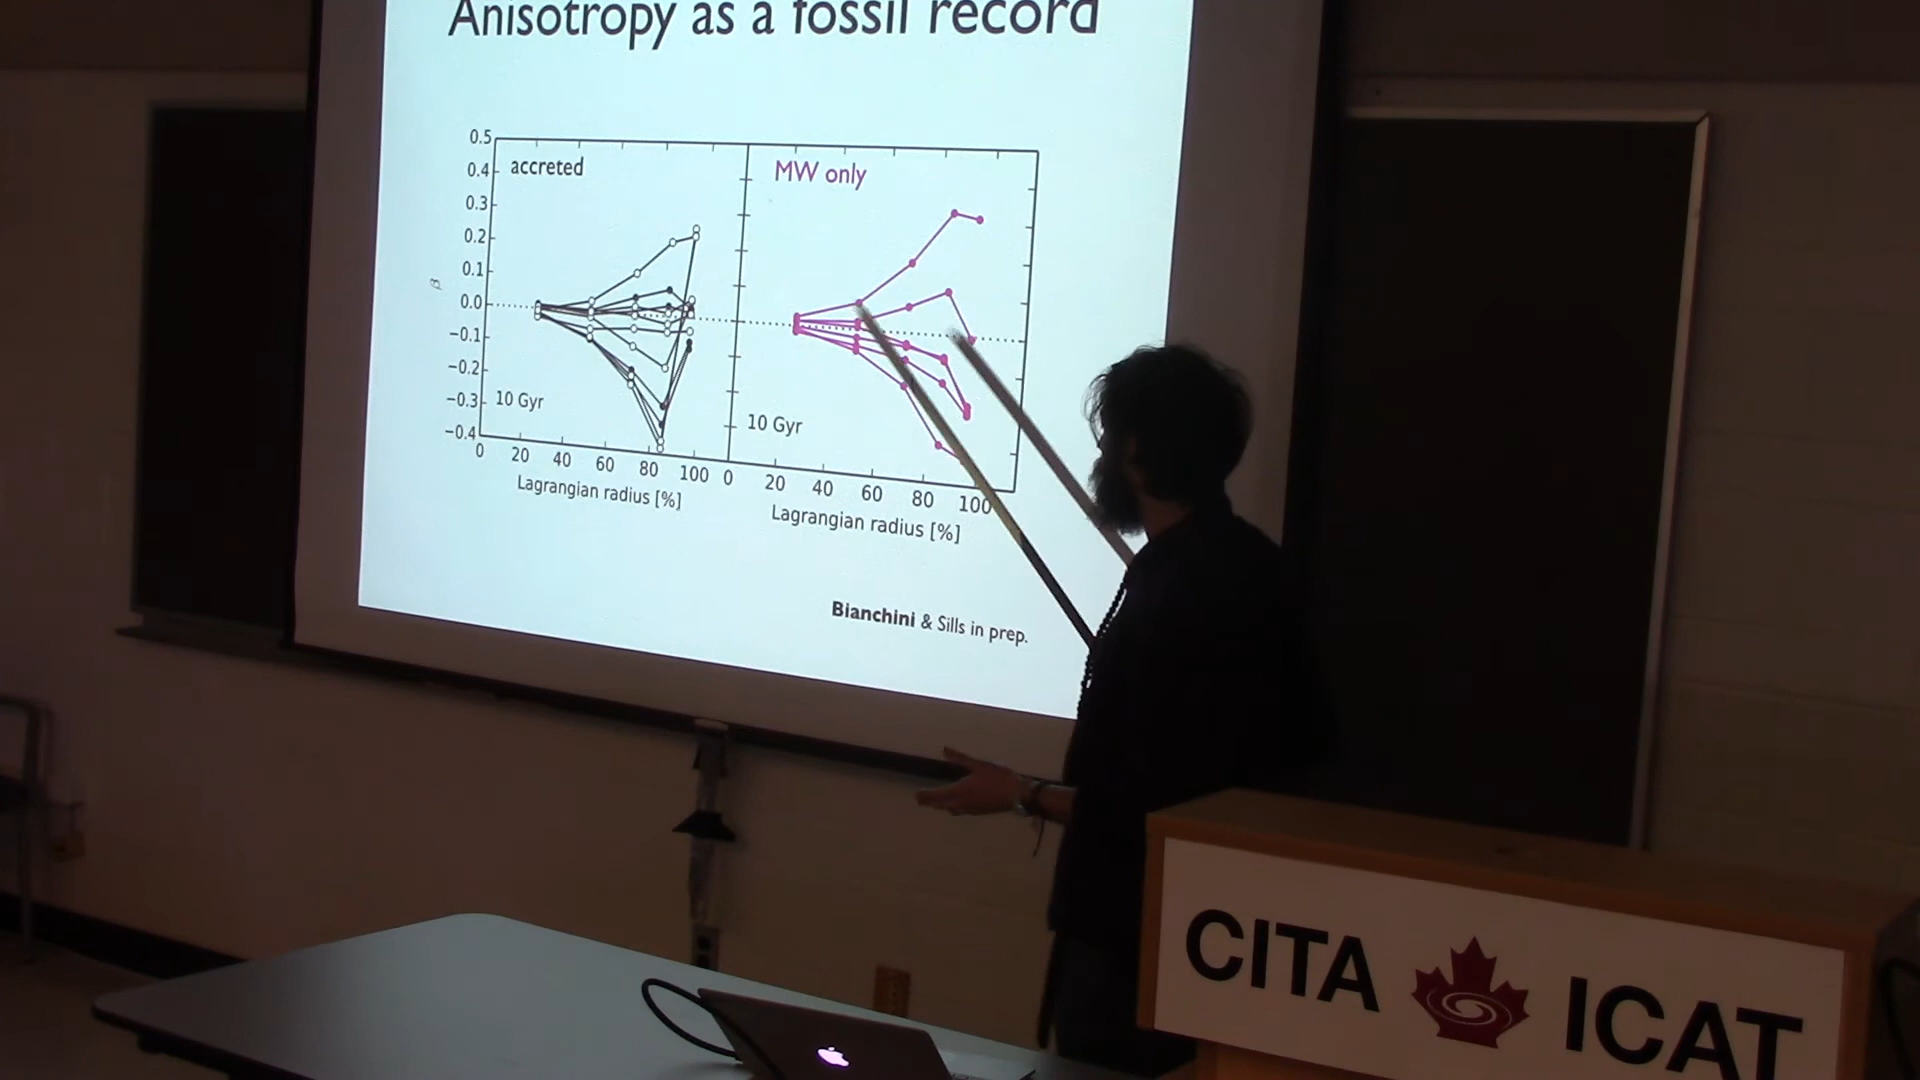 Anisotropy as a fossil record
0.5
0.4
0.3
0.2
0.1
0.0
−0.1
−0.2
−0.3
−0.4
β
accreted
10 Gyr
0 20 40 60 80 100
Lagrangian radius [%]
MW only
10 Gyr
0 20 40 60 80 100
Lagrangian radius [%]
Bianchini & Sills in prep.
CITA ICAT